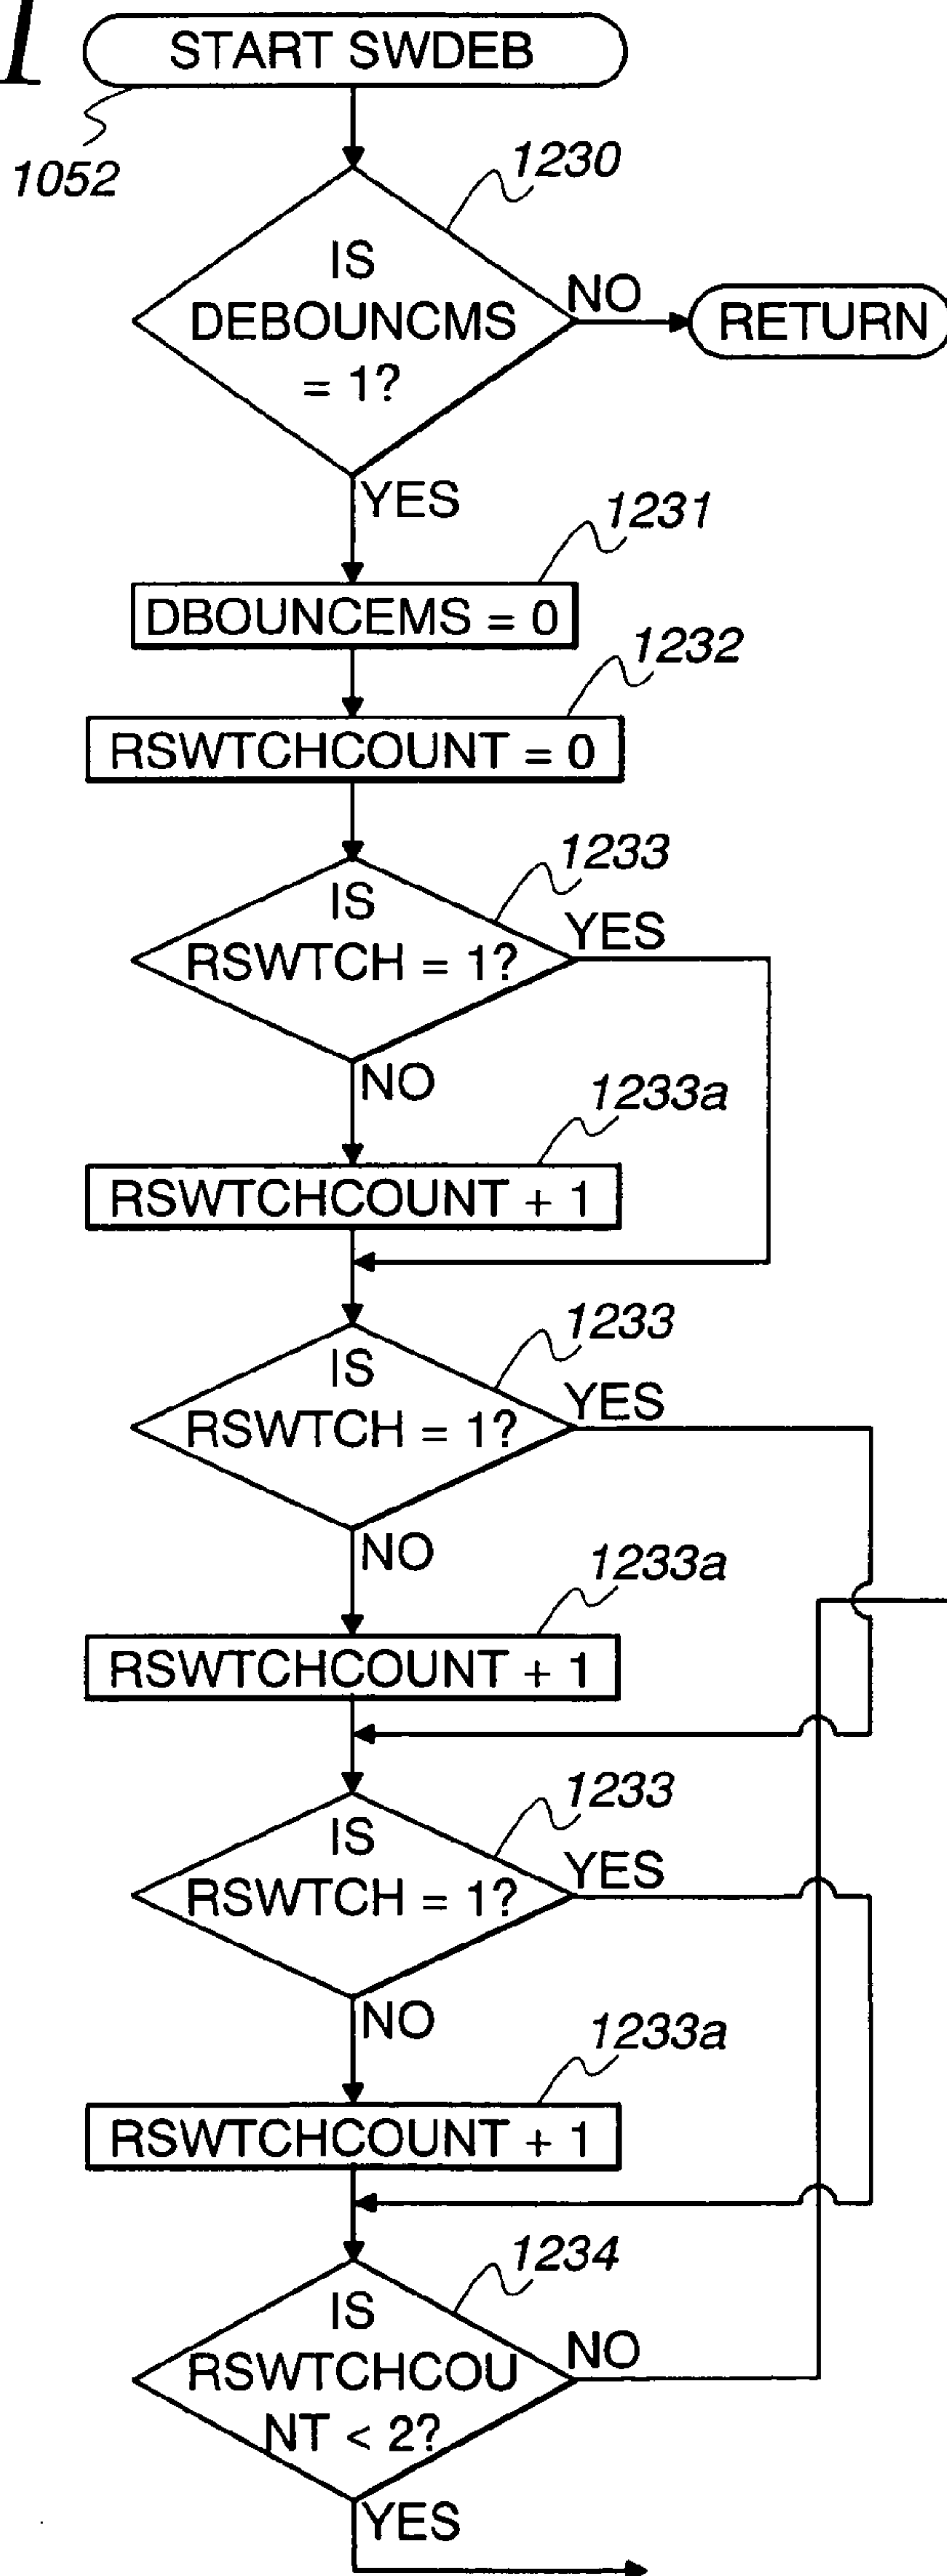 1
START SWDEB
1052
1230
IS
DEBOUNCMS
= 1?
NO
RETURN
YES
1231
DBOUNCEMS = 0
1232
RSWTCHCOUNT = 0
1233
IS
RSWTCH = 1?
YES
NO
1233a
RSWTCHCOUNT + 1
1233
IS
RSWTCH = 1?
YES
NO
1233a
RSWTCHCOUNT + 1
1233
IS
RSWTCH = 1?
YES
NO
1233a
RSWTCHCOUNT + 1
1234
IS
RSWTCHCOU
NT < 2?
NO
YES